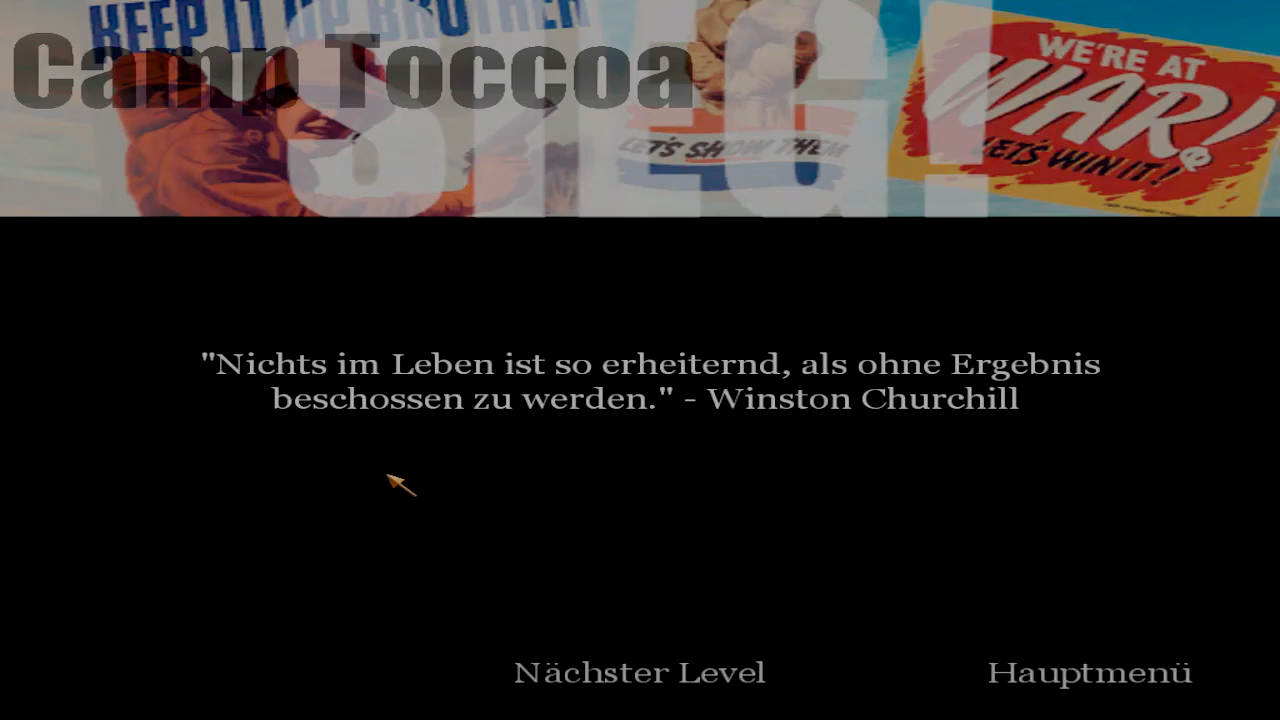 KEEP IT UP BROTHER
Camp Toccoa
SIEG!
LET'S SHOW THEM
WE'RE AT
WAR!
LET'S WIN IT!
"Nichts im Leben ist so erheiternd, als ohne Ergebnis
beschossen zu werden." - Winston Churchill
Nächster Level
Hauptmenü